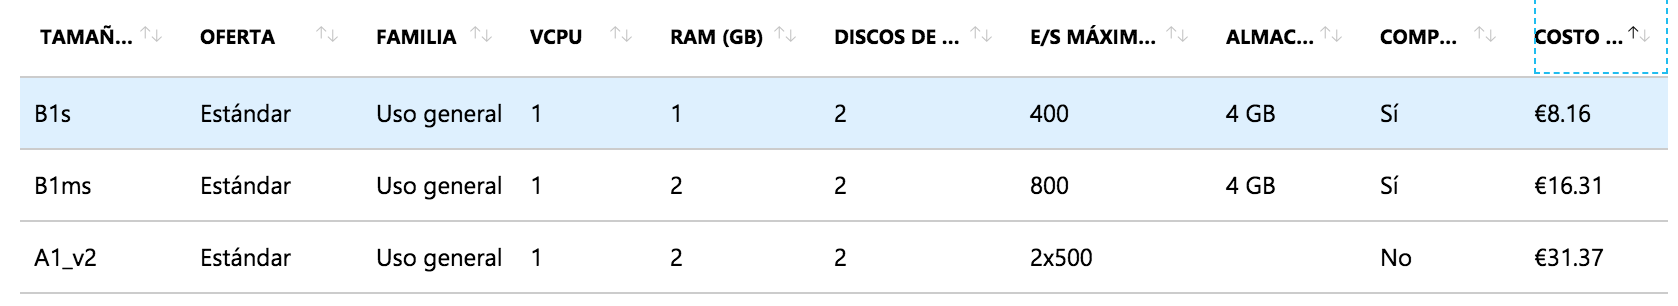 TAMAÑ... OFERTA FAMILIA VCPU RAM (GB) DISCOS DE ... E/S MÁXIM... ALMAC... COMP... COSTO ...
B1s Estándar Uso general 1 1 2 400 4 GB Sí €8.16
B1ms Estándar Uso general 1 2 2 800 4 GB Sí €16.31
A1_v2 Estándar Uso general 1 2 2 2x500 No €31.37